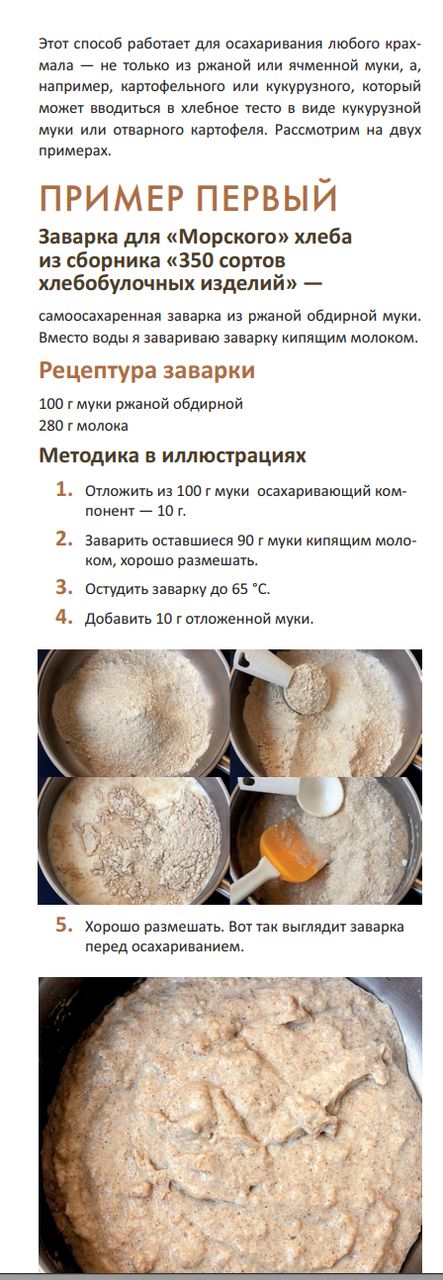 Этот способ работает для осахаривания любого крах-
мала — не только из ржаной или ячменной муки, а,
например, картофельного или кукурузного, который
может вводиться в хлебное тесто в виде кукурузной
муки или отварного картофеля. Рассмотрим на двух
примерах.
ПРИМЕР ПЕРВЫЙ
Заварка для «Морского» хлеба
из сборника «350 сортов
хлебобулочных изделий» —
самоосахаренная заварка из ржаной обдирной муки.
Вместо воды я завариваю заварку кипящим молоком.
Рецептура заварки
100 г муки ржаной обдирной
280 г молока
Методика в иллюстрациях
1. Отложить из 100 г муки осахаривающий ком-
понент — 10 г.
2. Заварить оставшиеся 90 г муки кипящим моло-
ком, хорошо размешать.
3. Остудить заварку до 65 °С.
4. Добавить 10 г отложенной муки.
5. Хорошо размешать. Вот так выглядит заварка
перед осахариванием.